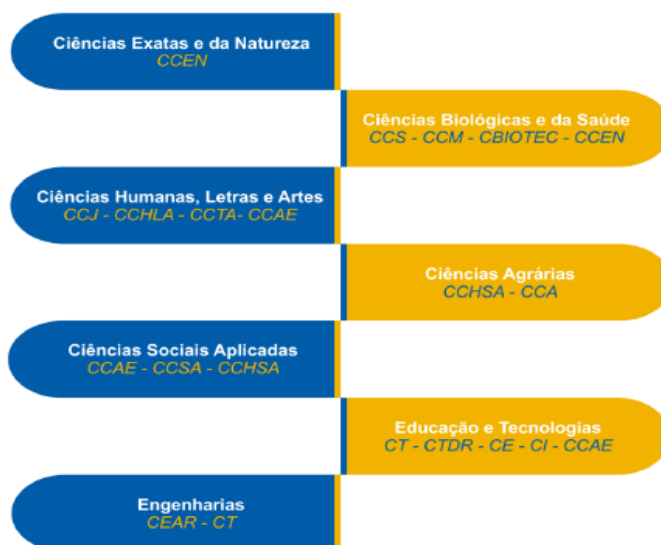 Ciências Exatas e da Natureza
CCEN
Ciências Biológicas e da Saúde
CCS - CCM - CBIOTEC - CCEN
Ciências Humanas, Letras e Artes
CCJ - CCHLA - CCTA- CCAE
Ciências Agrárias
CCHSA - CCA
Ciências Sociais Aplicadas
CCAE - CCSA - CCHSA
Educação e Tecnologias
CT - CTDR - CE - CI - CCAE
Engenharias
CEAR - CT